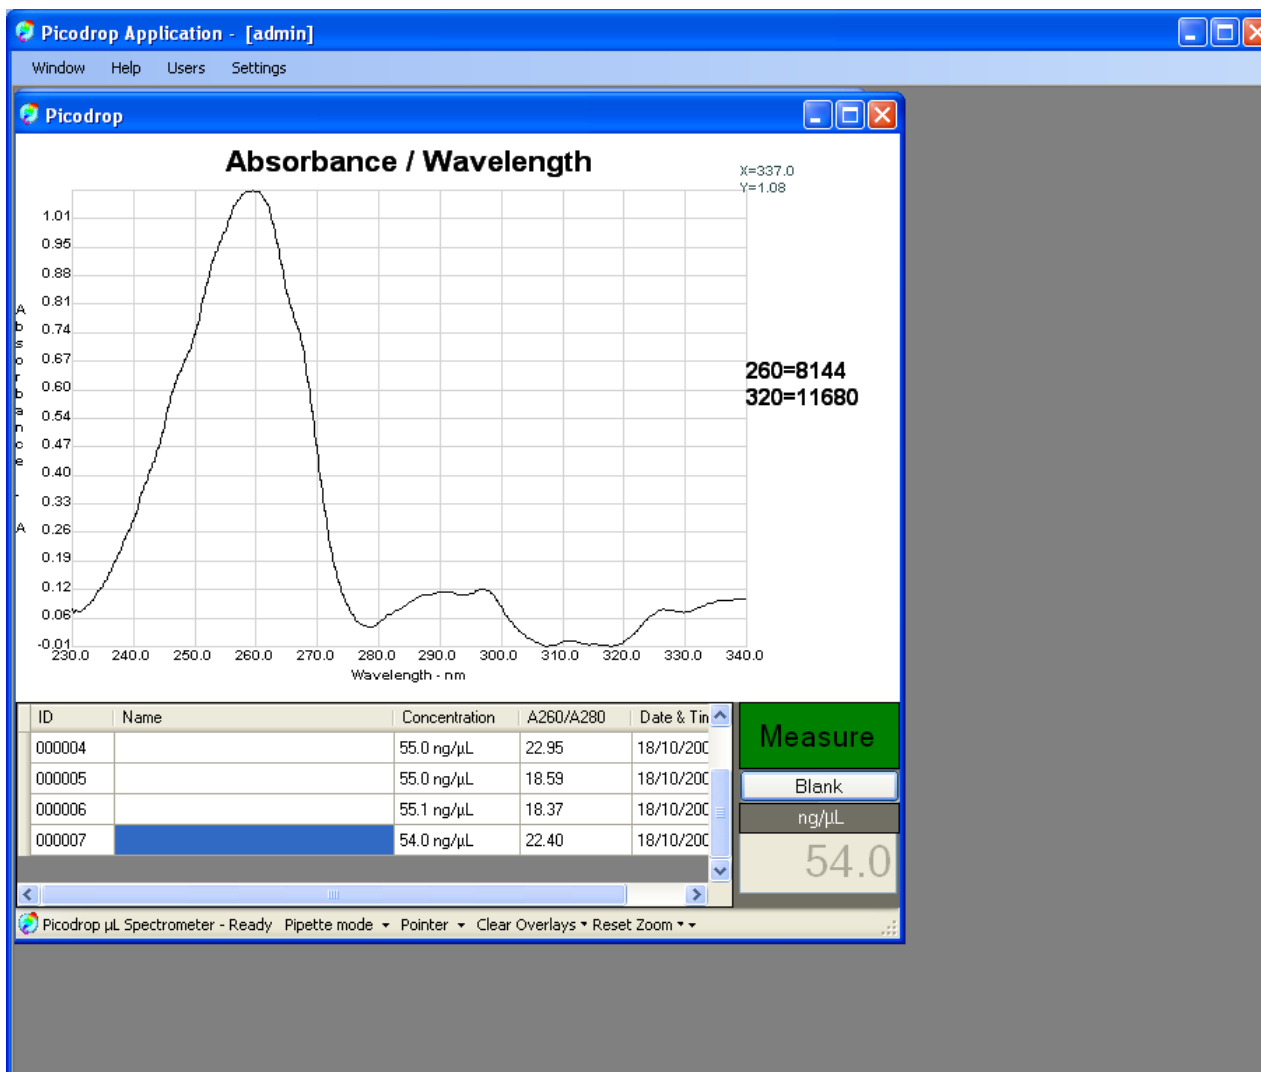 Picodrop Application - [admin]
Window Help Users Settings
Picodrop
Absorbance / Wavelength
X=337.0
Y=1.08
Absorbance - A
1.01
0.95
0.88
0.81
0.74
0.67
0.60
0.54
0.47
0.40
0.33
0.26
0.19
0.12
0.06
-0.01
260=8144
320=11680
230.0 240.0 250.0 260.0 270.0 280.0 290.0 300.0 310.0 320.0 330.0 340.0
Wavelength - nm
ID Name Concentration A260/A280 Date & Tin
000004 55.0 ng/µL 22.95 18/10/200
000005 55.0 ng/µL 18.59 18/10/200
000006 55.1 ng/µL 18.37 18/10/200
000007 54.0 ng/µL 22.40 18/10/200
Measure
Blank
ng/µL
54.0
Picodrop µL Spectrometer - Ready Pipette mode Pointer Clear Overlays Reset Zoom